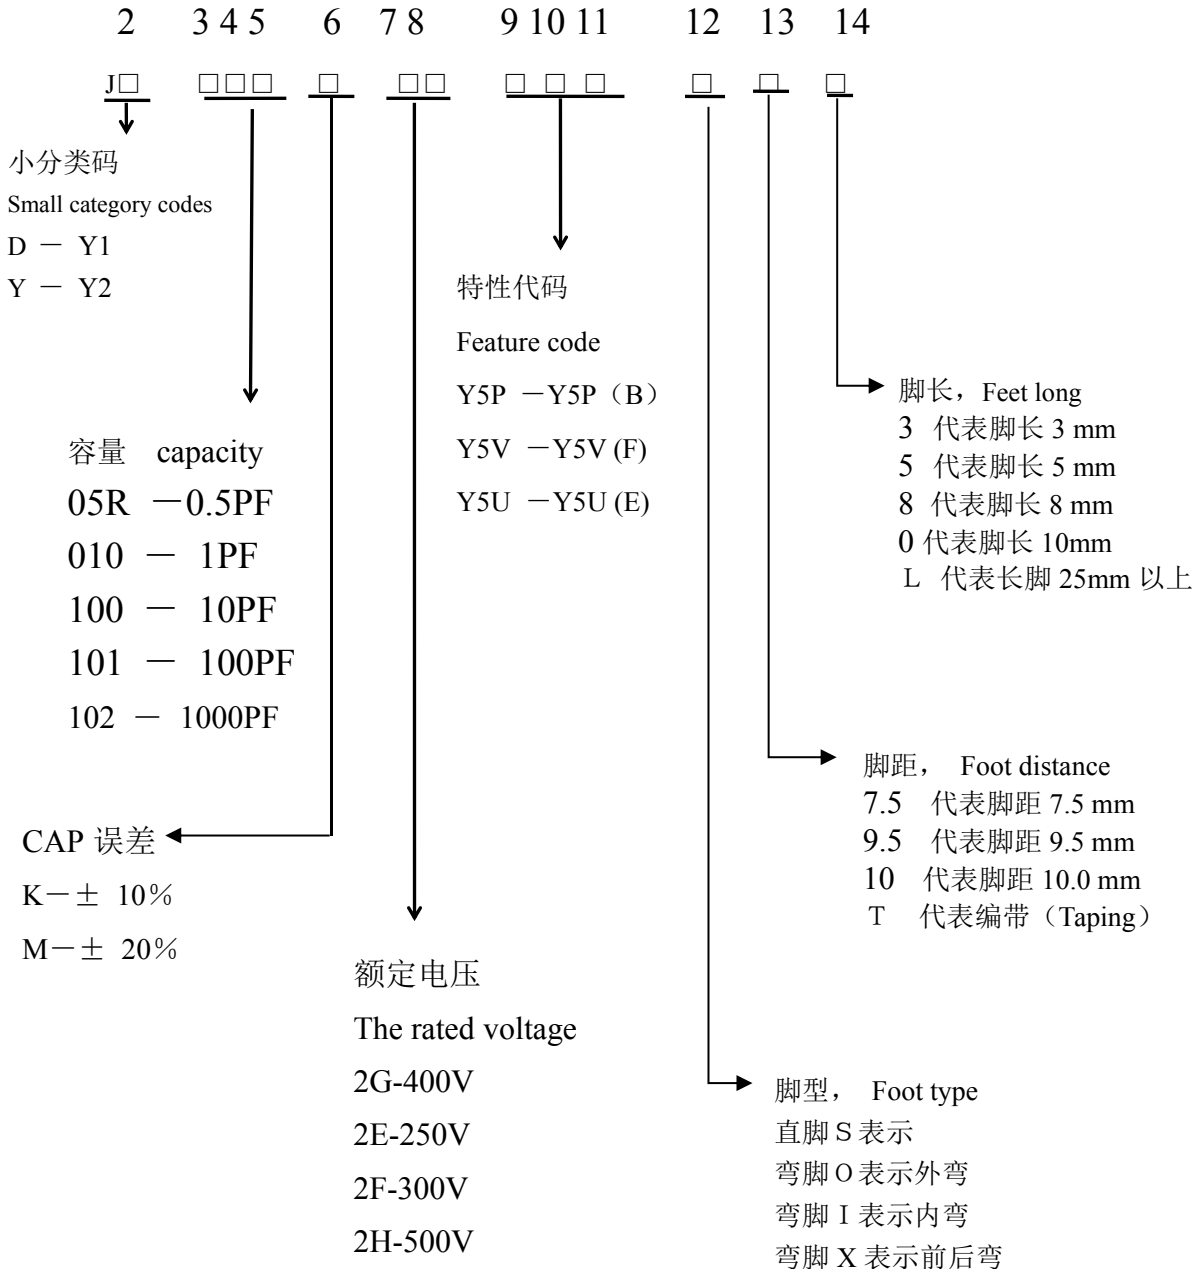 2 3 4 5 6 7 8 9 10 11 12 13 14
J□ □□□ □ □□ □ □ □ □ □ □
小分类码
Small category codes
D － Y1
Y － Y2
容量 capacity
05R －0.5PF
010 － 1PF
100 － 10PF
101 － 100PF
102 － 1000PF
CAP 误差
K－± 10％
M－± 20％
额定电压
The rated voltage
2G-400V
2E-250V
2F-300V
2H-500V
特性代码
Feature code
Y5P －Y5P（B）
Y5V －Y5V (F)
Y5U －Y5U (E)
脚长，Feet long
3 代表脚长 3 mm
5 代表脚长 5 mm
8 代表脚长 8 mm
0 代表脚长 10mm
Ｌ 代表长脚 25mm 以上
脚距， Foot distance
7.5 代表脚距 7.5 mm
9.5 代表脚距 9.5 mm
10 代表脚距 10.0 mm
Ｔ 代表编带（Taping）
脚型， Foot type
直脚Ｓ表示
弯脚Ｏ表示外弯
弯脚Ｉ表示内弯
弯脚 X 表示前后弯